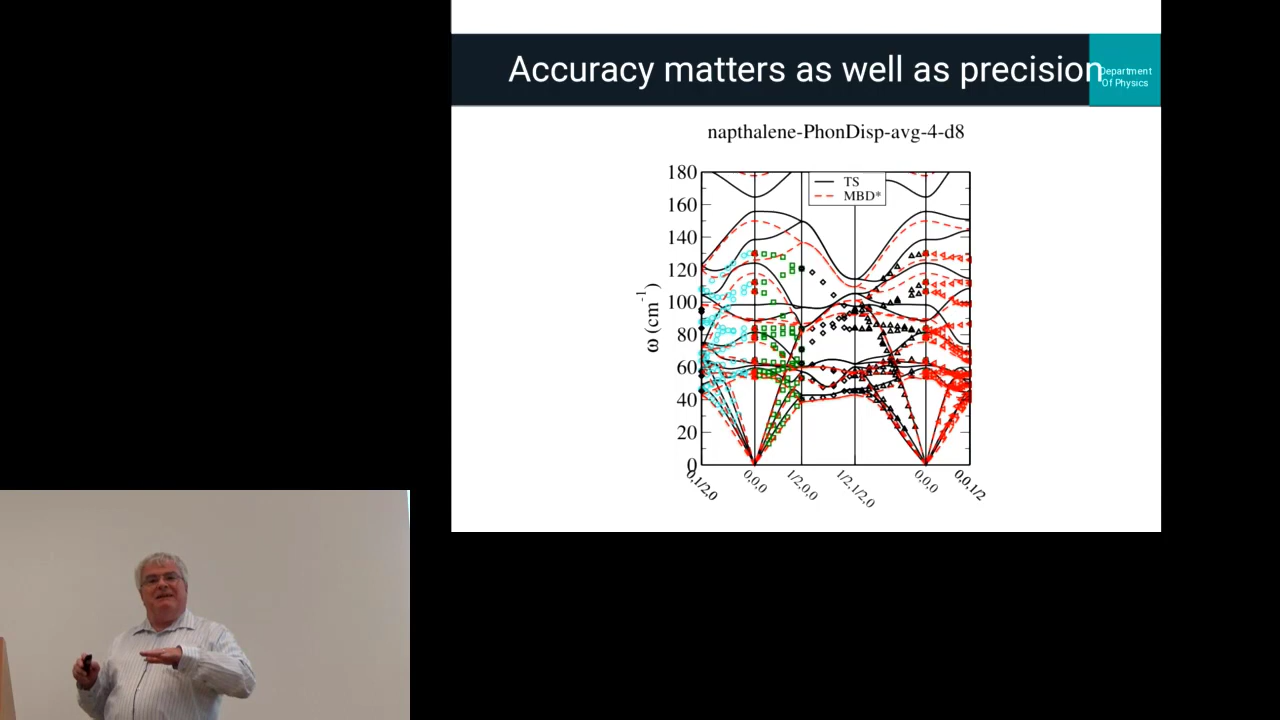 Accuracy matters as well as precision
Department
Of Physics
napthalene-PhonDisp-avg-4-d8
TS
MBD*
180
160
140
120
100
80
60
40
20
0
ω (cm⁻¹)
0,1/2,0
0,0,0
1/2,0,0
1/2,1/2,0
0,0,0
0,0,1/2